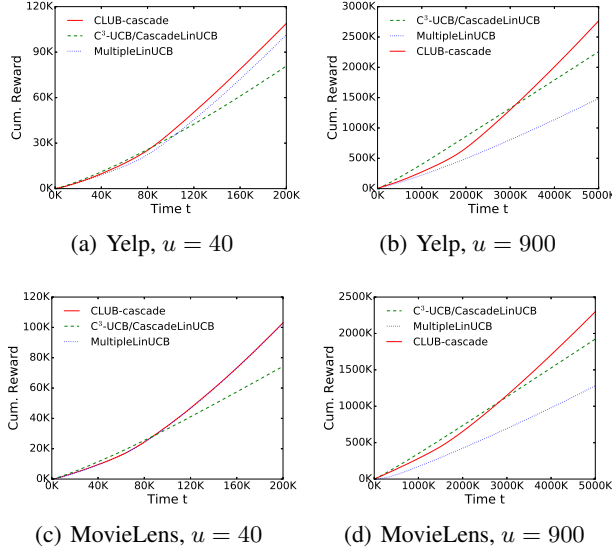 120K
90K
60K
30K
0K
Cum. Reward
CLUB-cascade
C³-UCB/CascadeLinUCB
MultipleLinUCB
0K 40K 80K 120K 160K 200K
Time t
(a) Yelp, u = 40
3000K
2500K
2000K
1500K
1000K
500K
0K
Cum. Reward
C³-UCB/CascadeLinUCB
MultipleLinUCB
CLUB-cascade
0K 1000K 2000K 3000K 4000K 5000K
Time t
(b) Yelp, u = 900
120K
100K
80K
60K
40K
20K
0K
Cum. Reward
CLUB-cascade
C³-UCB/CascadeLinUCB
MultipleLinUCB
0K 40K 80K 120K 160K 200K
Time t
(c) MovieLens, u = 40
2500K
2000K
1500K
1000K
500K
0K
Cum. Reward
C³-UCB/CascadeLinUCB
MultipleLinUCB
CLUB-cascade
0K 1000K 2000K 3000K 4000K 5000K
Time t
(d) MovieLens, u = 900